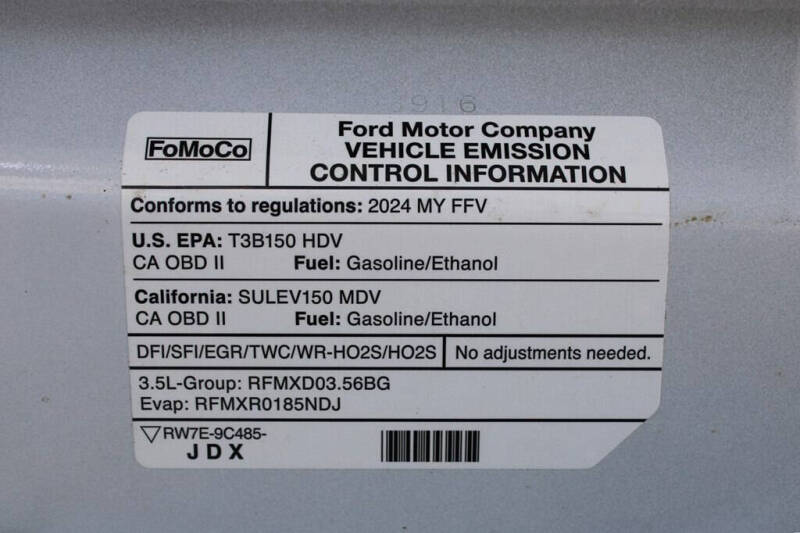 3916
FoMoCo
Ford Motor Company
VEHICLE EMISSION
CONTROL INFORMATION
Conforms to regulations: 2024 MY FFV
U.S. EPA: T3B150 HDV
CA OBD II Fuel: Gasoline/Ethanol
California: SULEV150 MDV
CA OBD II Fuel: Gasoline/Ethanol
DFI/SFI/EGR/TWC/WR-HO2S/HO2S No adjustments needed.
3.5L-Group: RFMXD03.56BG
Evap: RFMXR0185NDJ
RW7E-9C485-
JDX